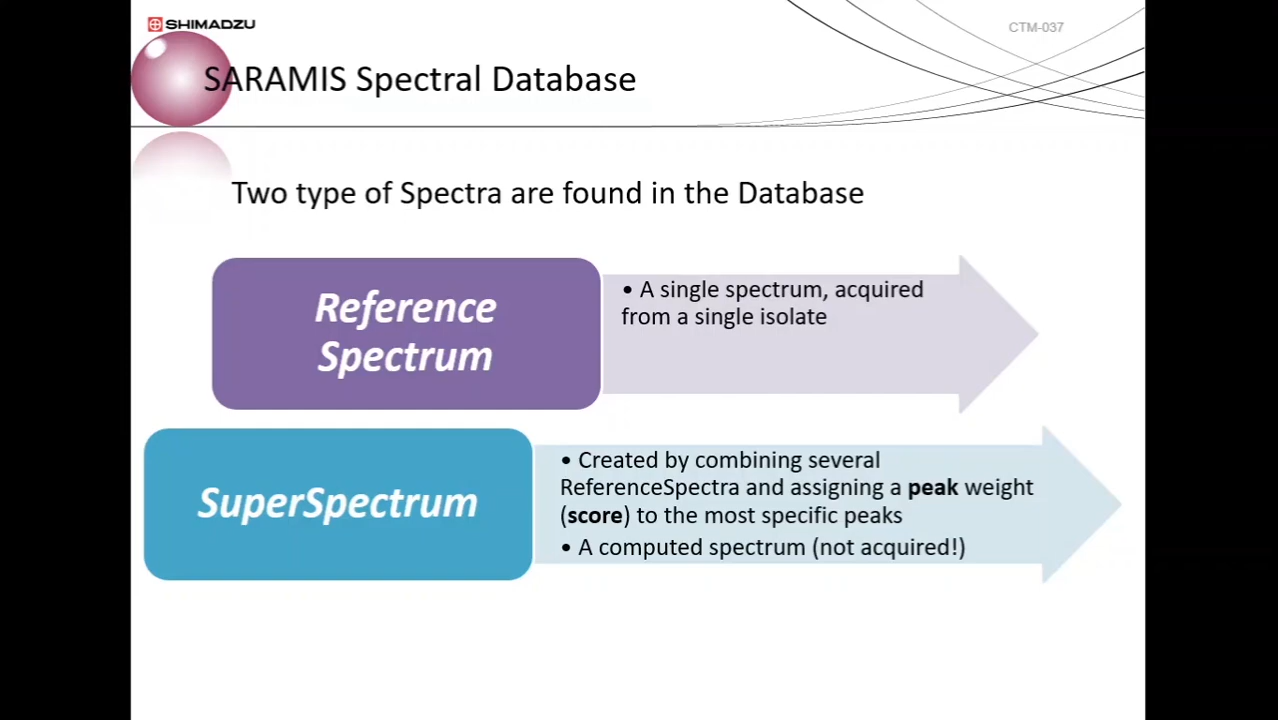 SHIMADZU
CTM-037
SARAMIS Spectral Database
Two type of Spectra are found in the Database
Reference
Spectrum
• A single spectrum, acquired
from a single isolate
SuperSpectrum
• Created by combining several
ReferenceSpectra and assigning a peak weight
(score) to the most specific peaks
• A computed spectrum (not acquired!)